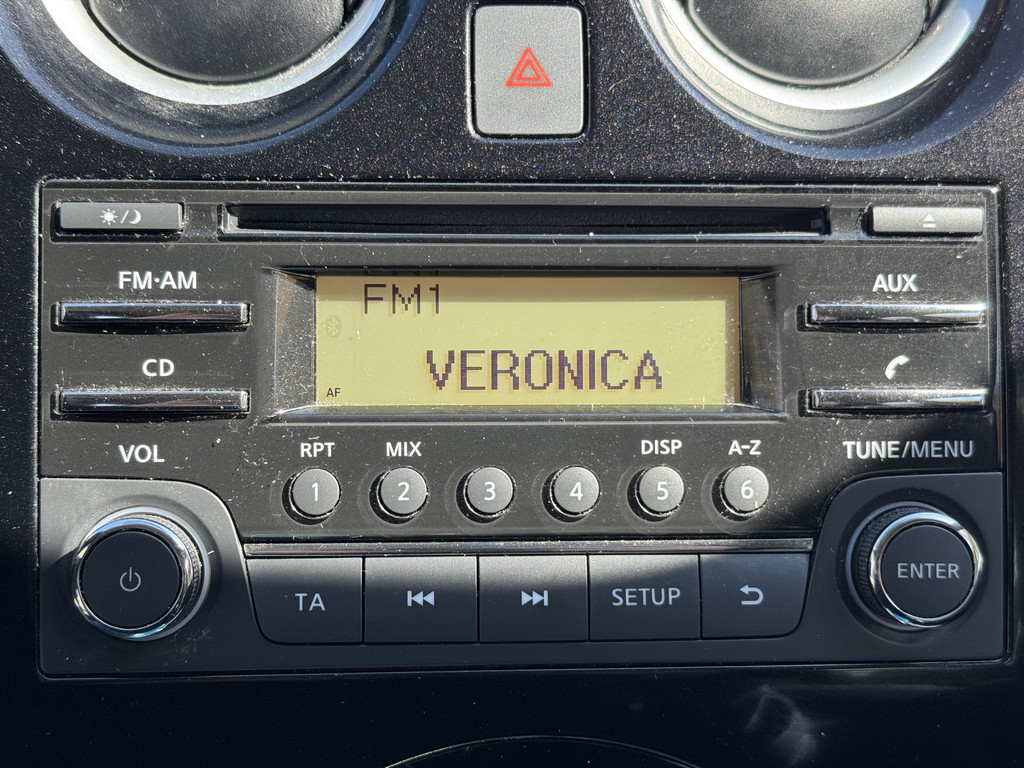 FM·AM
AUX
FM1
CD
VERONICA
AF
VOL
RPT MIX DISP A-Z
TUNE/MENU
1 2 3 4 5 6
ENTER
TA SETUP